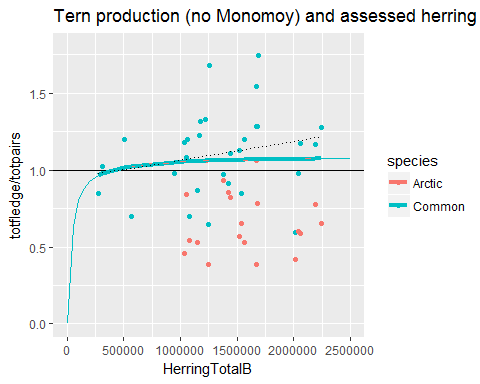 Tern production (no Monomoy) and assessed herring
totfledge/totpairs
1.5
1.0
0.5
0.0
0
500000
1000000
1500000
2000000
2500000
HerringTotalB
species
Arctic
Common